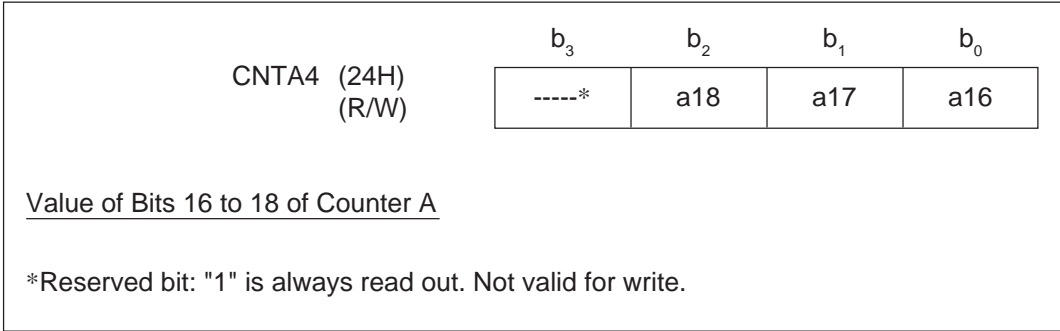 b3 b2 b1 b0
CNTA4 (24H)
(R/W)
-----* a18 a17 a16
Value of Bits 16 to 18 of Counter A
*Reserved bit: "1" is always read out. Not valid for write.